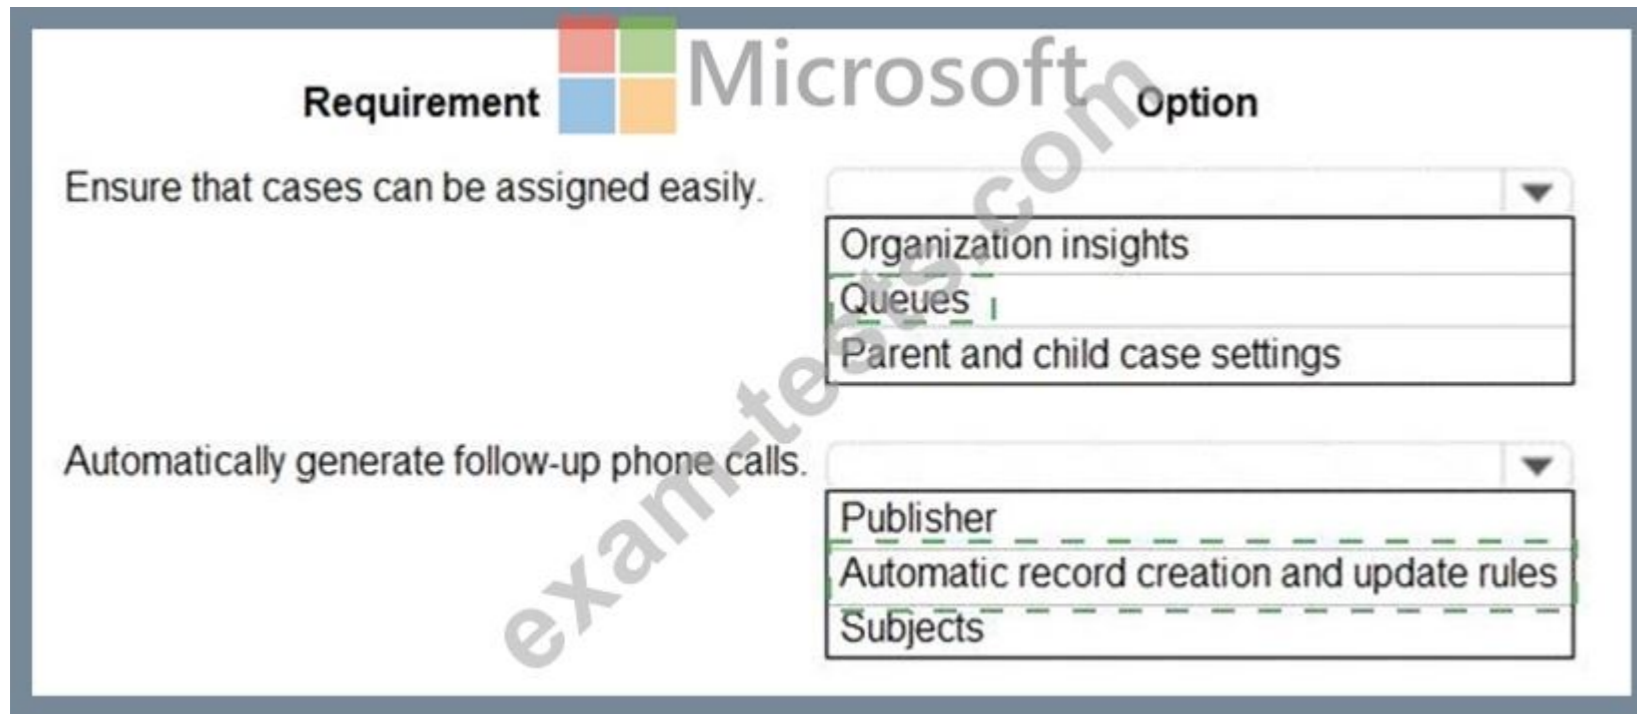 Microsoft
Requirement Option
Ensure that cases can be assigned easily.
Organization insights
Queues
Parent and child case settings
Automatically generate follow-up phone calls.
Publisher
Automatic record creation and update rules
Subjects
exam-tests.com